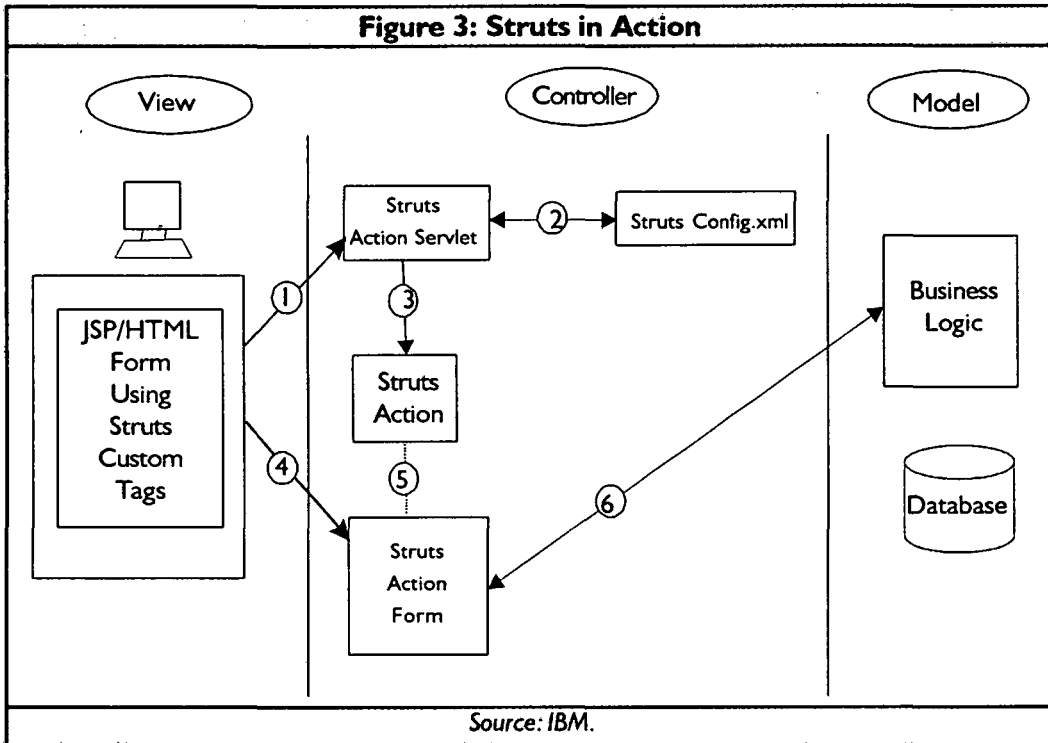 Figure 3: Struts in Action
View
Controller
Model
Struts
Action Servlet
2
Struts Config.xml
1
3
JSP/HTML
Form
Using
Struts
Custom
Tags
Struts
Action
Business
Logic
4
5
6
Struts
Action
Form
Database
Source: IBM.